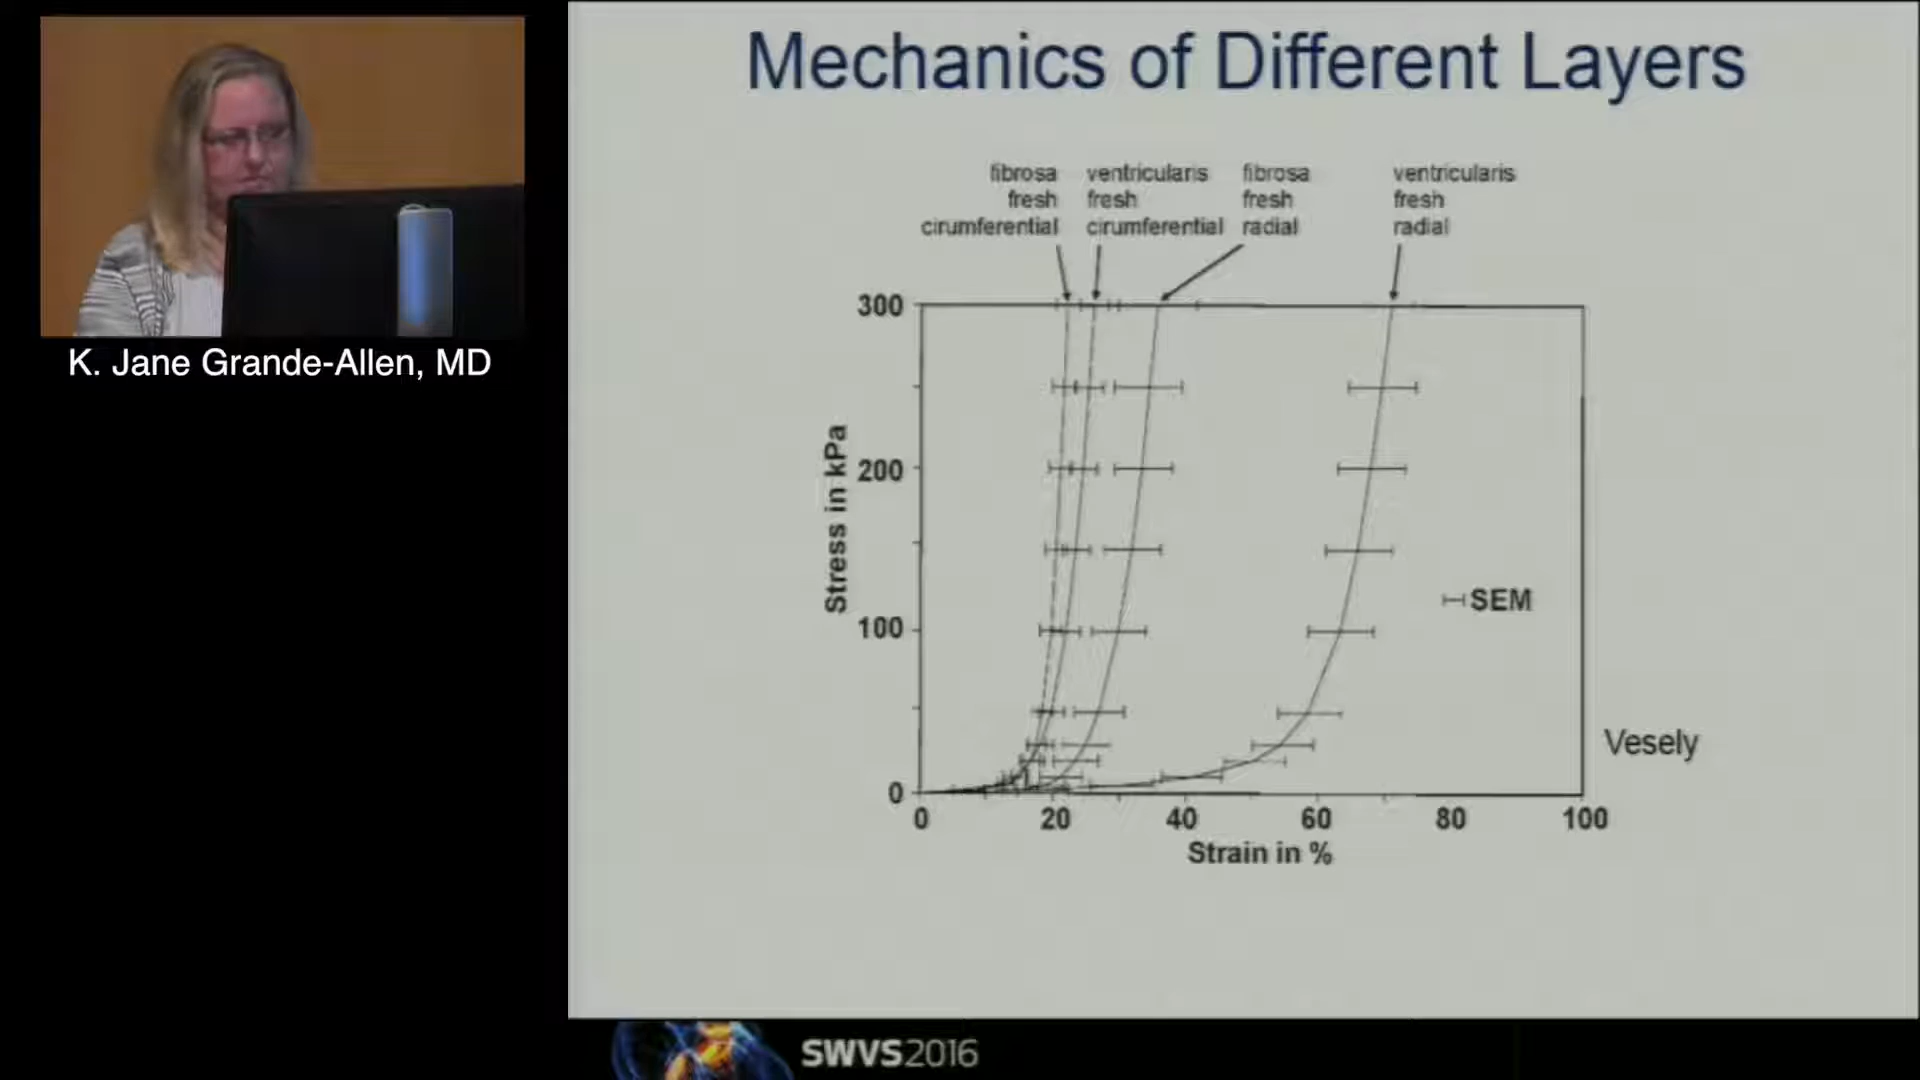 Mechanics of Different Layers
fibrosa
fresh
cirumferential
ventricularis
fresh
cirumferential
fibrosa
fresh
radial
ventricularis
fresh
radial
300
200
100
0
Stress in kPa
SEM
0 20 40 60 80 100
Strain in %
Vesely
K. Jane Grande-Allen, MD
SWVS2016